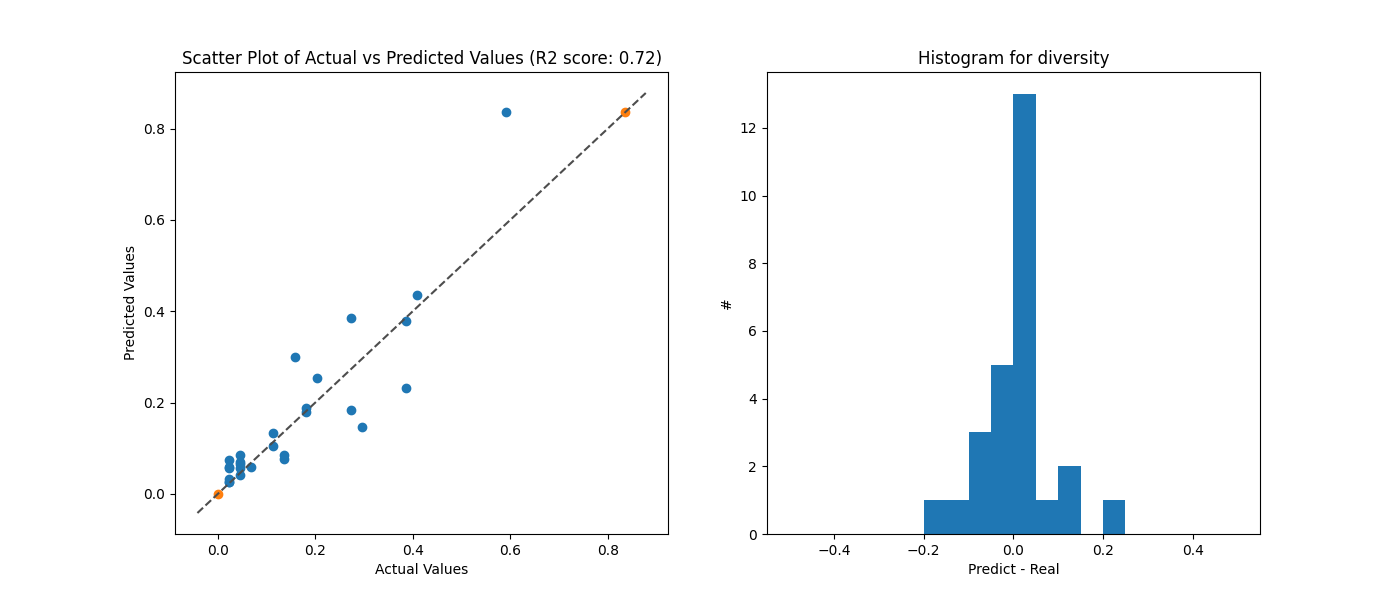 Scatter Plot of Actual vs Predicted Values (R2 score: 0.72)
Predicted Values
0.8
0.6
0.4
0.2
0.0
0.0 0.2 0.4 0.6 0.8
Actual Values
Histogram for diversity
#
12
10
8
6
4
2
0
−0.4 −0.2 0.0 0.2 0.4
Predict - Real